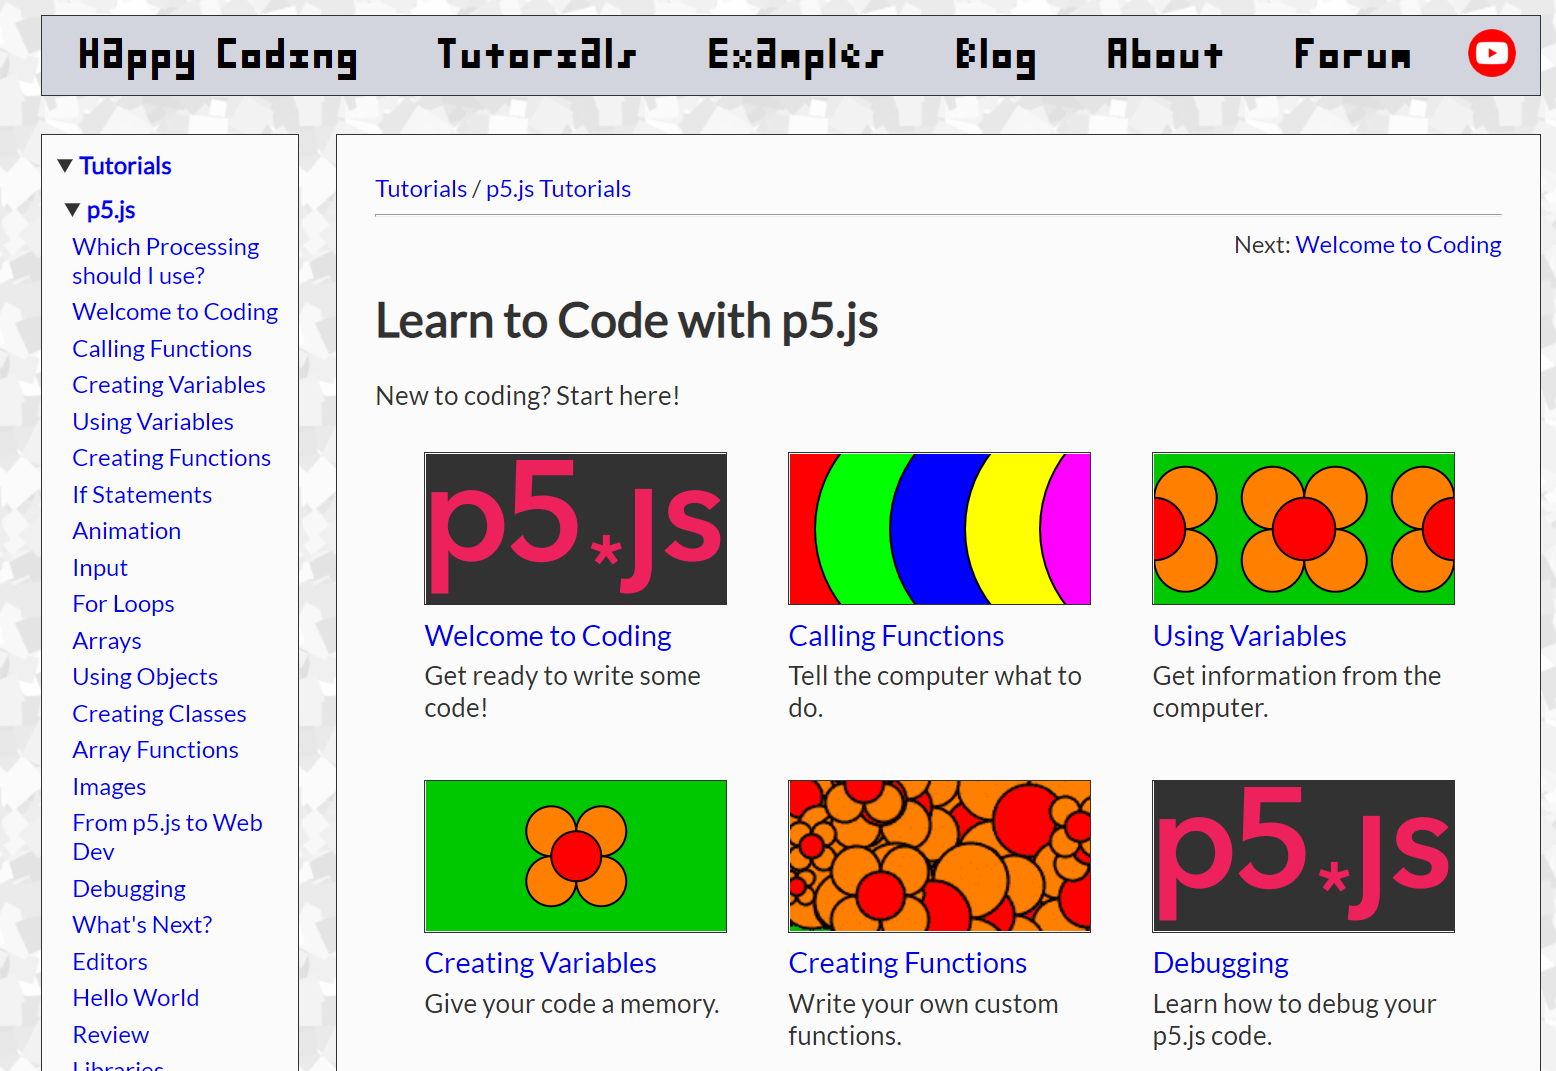 Happy Coding Tutorials Examples Blog About Forum
Tutorials
p5.js
Which Processing
should I use?
Welcome to Coding
Calling Functions
Creating Variables
Using Variables
Creating Functions
If Statements
Animation
Input
For Loops
Arrays
Using Objects
Creating Classes
Array Functions
Images
From p5.js to Web
Dev
Debugging
What's Next?
Editors
Hello World
Review
Libraries
Tutorials / p5.js Tutorials
Next: Welcome to Coding
Learn to Code with p5.js
New to coding? Start here!
p5*js
Welcome to Coding
Get ready to write some
code!
Calling Functions
Tell the computer what to
do.
Using Variables
Get information from the
computer.
Creating Variables
Give your code a memory.
Creating Functions
Write your own custom
functions.
p5*js
Debugging
Learn how to debug your
p5.js code.